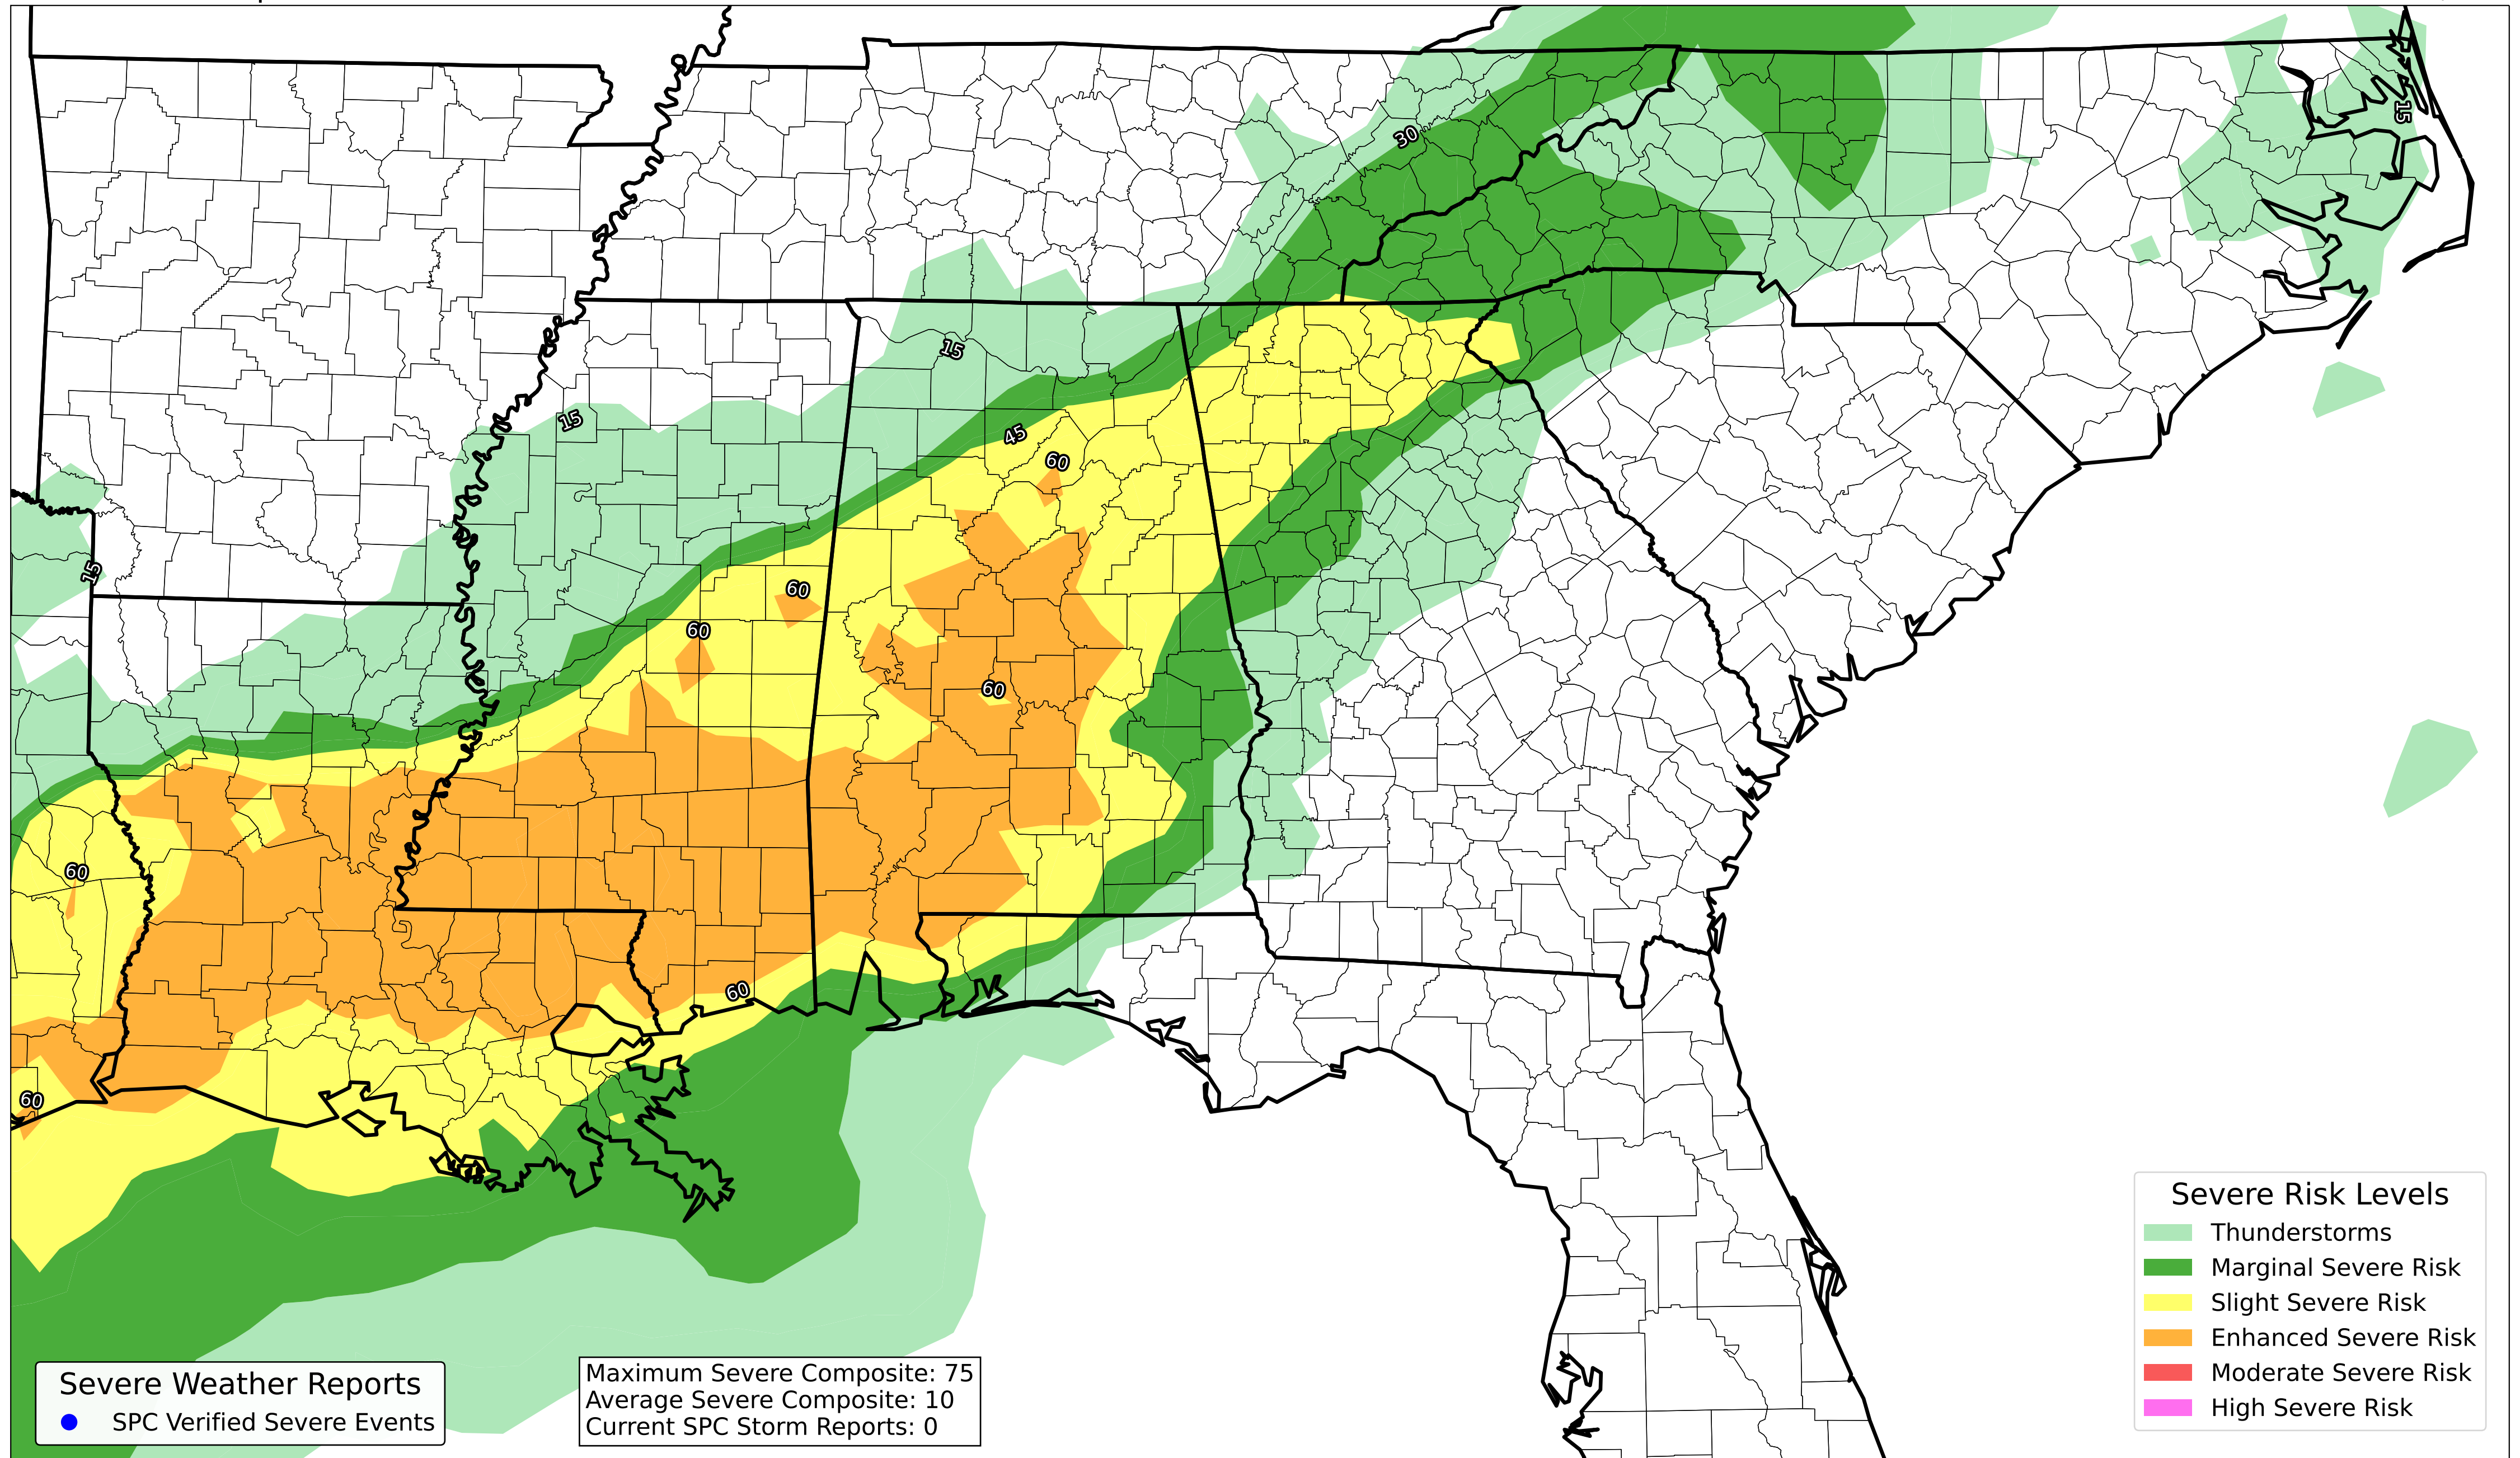 30
15
15
15
45
60
15
60
60
60
60
60
60
Severe Risk Levels
Thunderstorms
Marginal Severe Risk
Slight Severe Risk
Enhanced Severe Risk
Moderate Severe Risk
High Severe Risk
Severe Weather Reports
SPC Verified Severe Events
Maximum Severe Composite: 75
Average Severe Composite: 10
Current SPC Storm Reports: 0